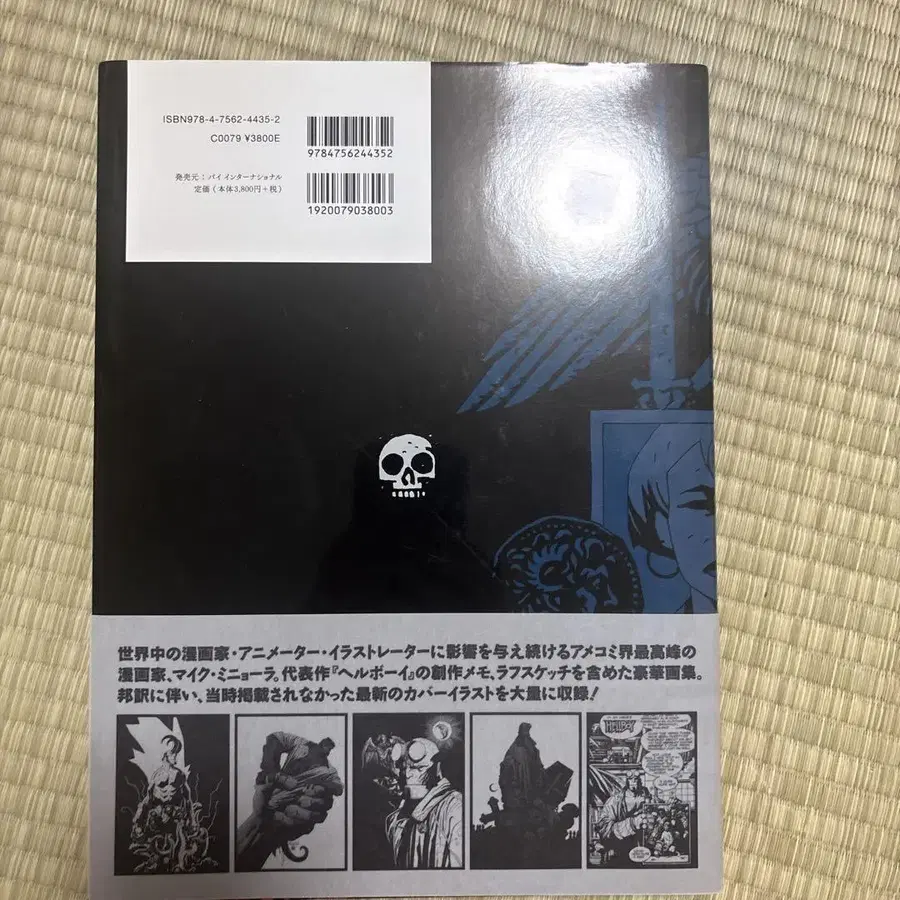 ISBN978-4-7562-4435-2
C0079 ¥3800E
9784756244352
発売元：パイ インターナショナル
定価（本体3,800円＋税）
1920079038003
世界中の漫画家・アニメーター・イラストレーターに影響を与え続けるアメコミ界最高峰の
漫画家、マイク・ミニョーラ。代表作『ヘルボーイ』の創作メモ、ラフスケッチを含めた豪華画集。
邦訳に伴い、当時掲載されなかった最新のカバーイラストを大量に収録！
HELLBOY